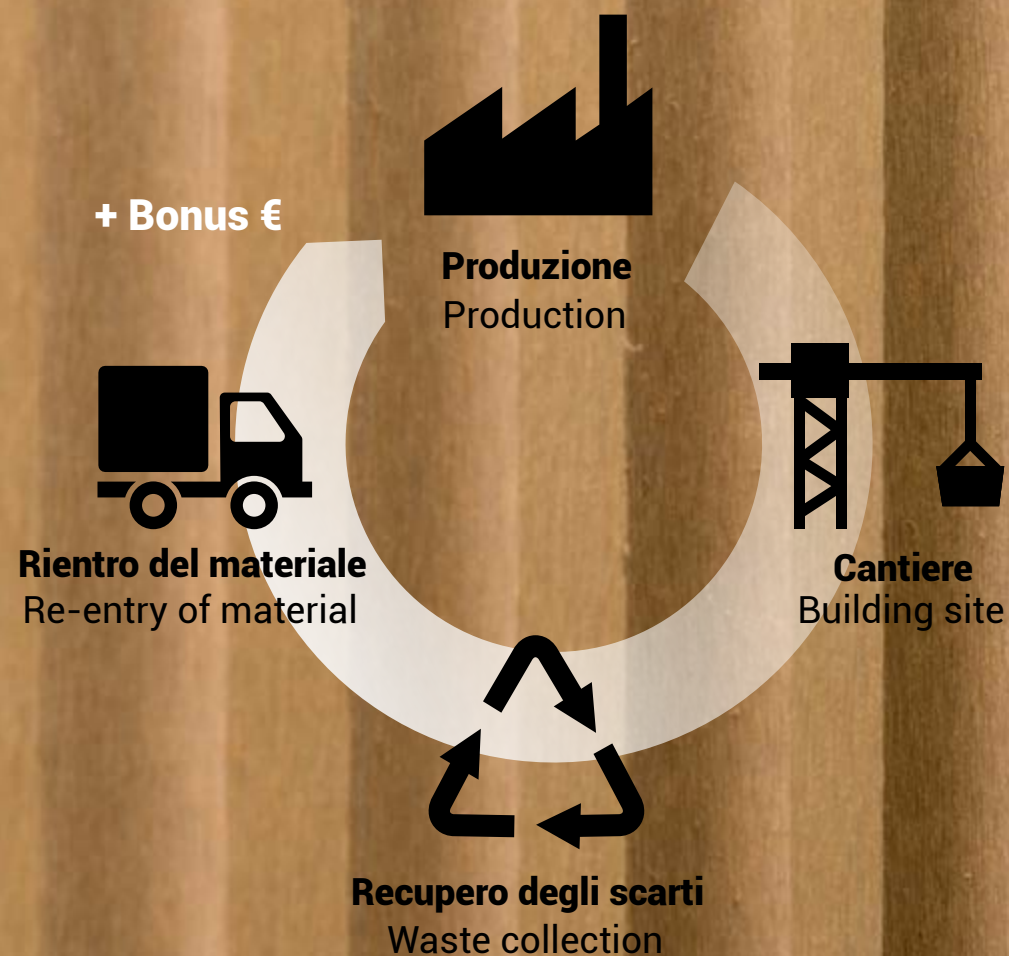 + Bonus €
Produzione
Production
Cantiere
Building site
Recupero degli scarti
Waste collection
Rientro del materiale
Re-entry of material